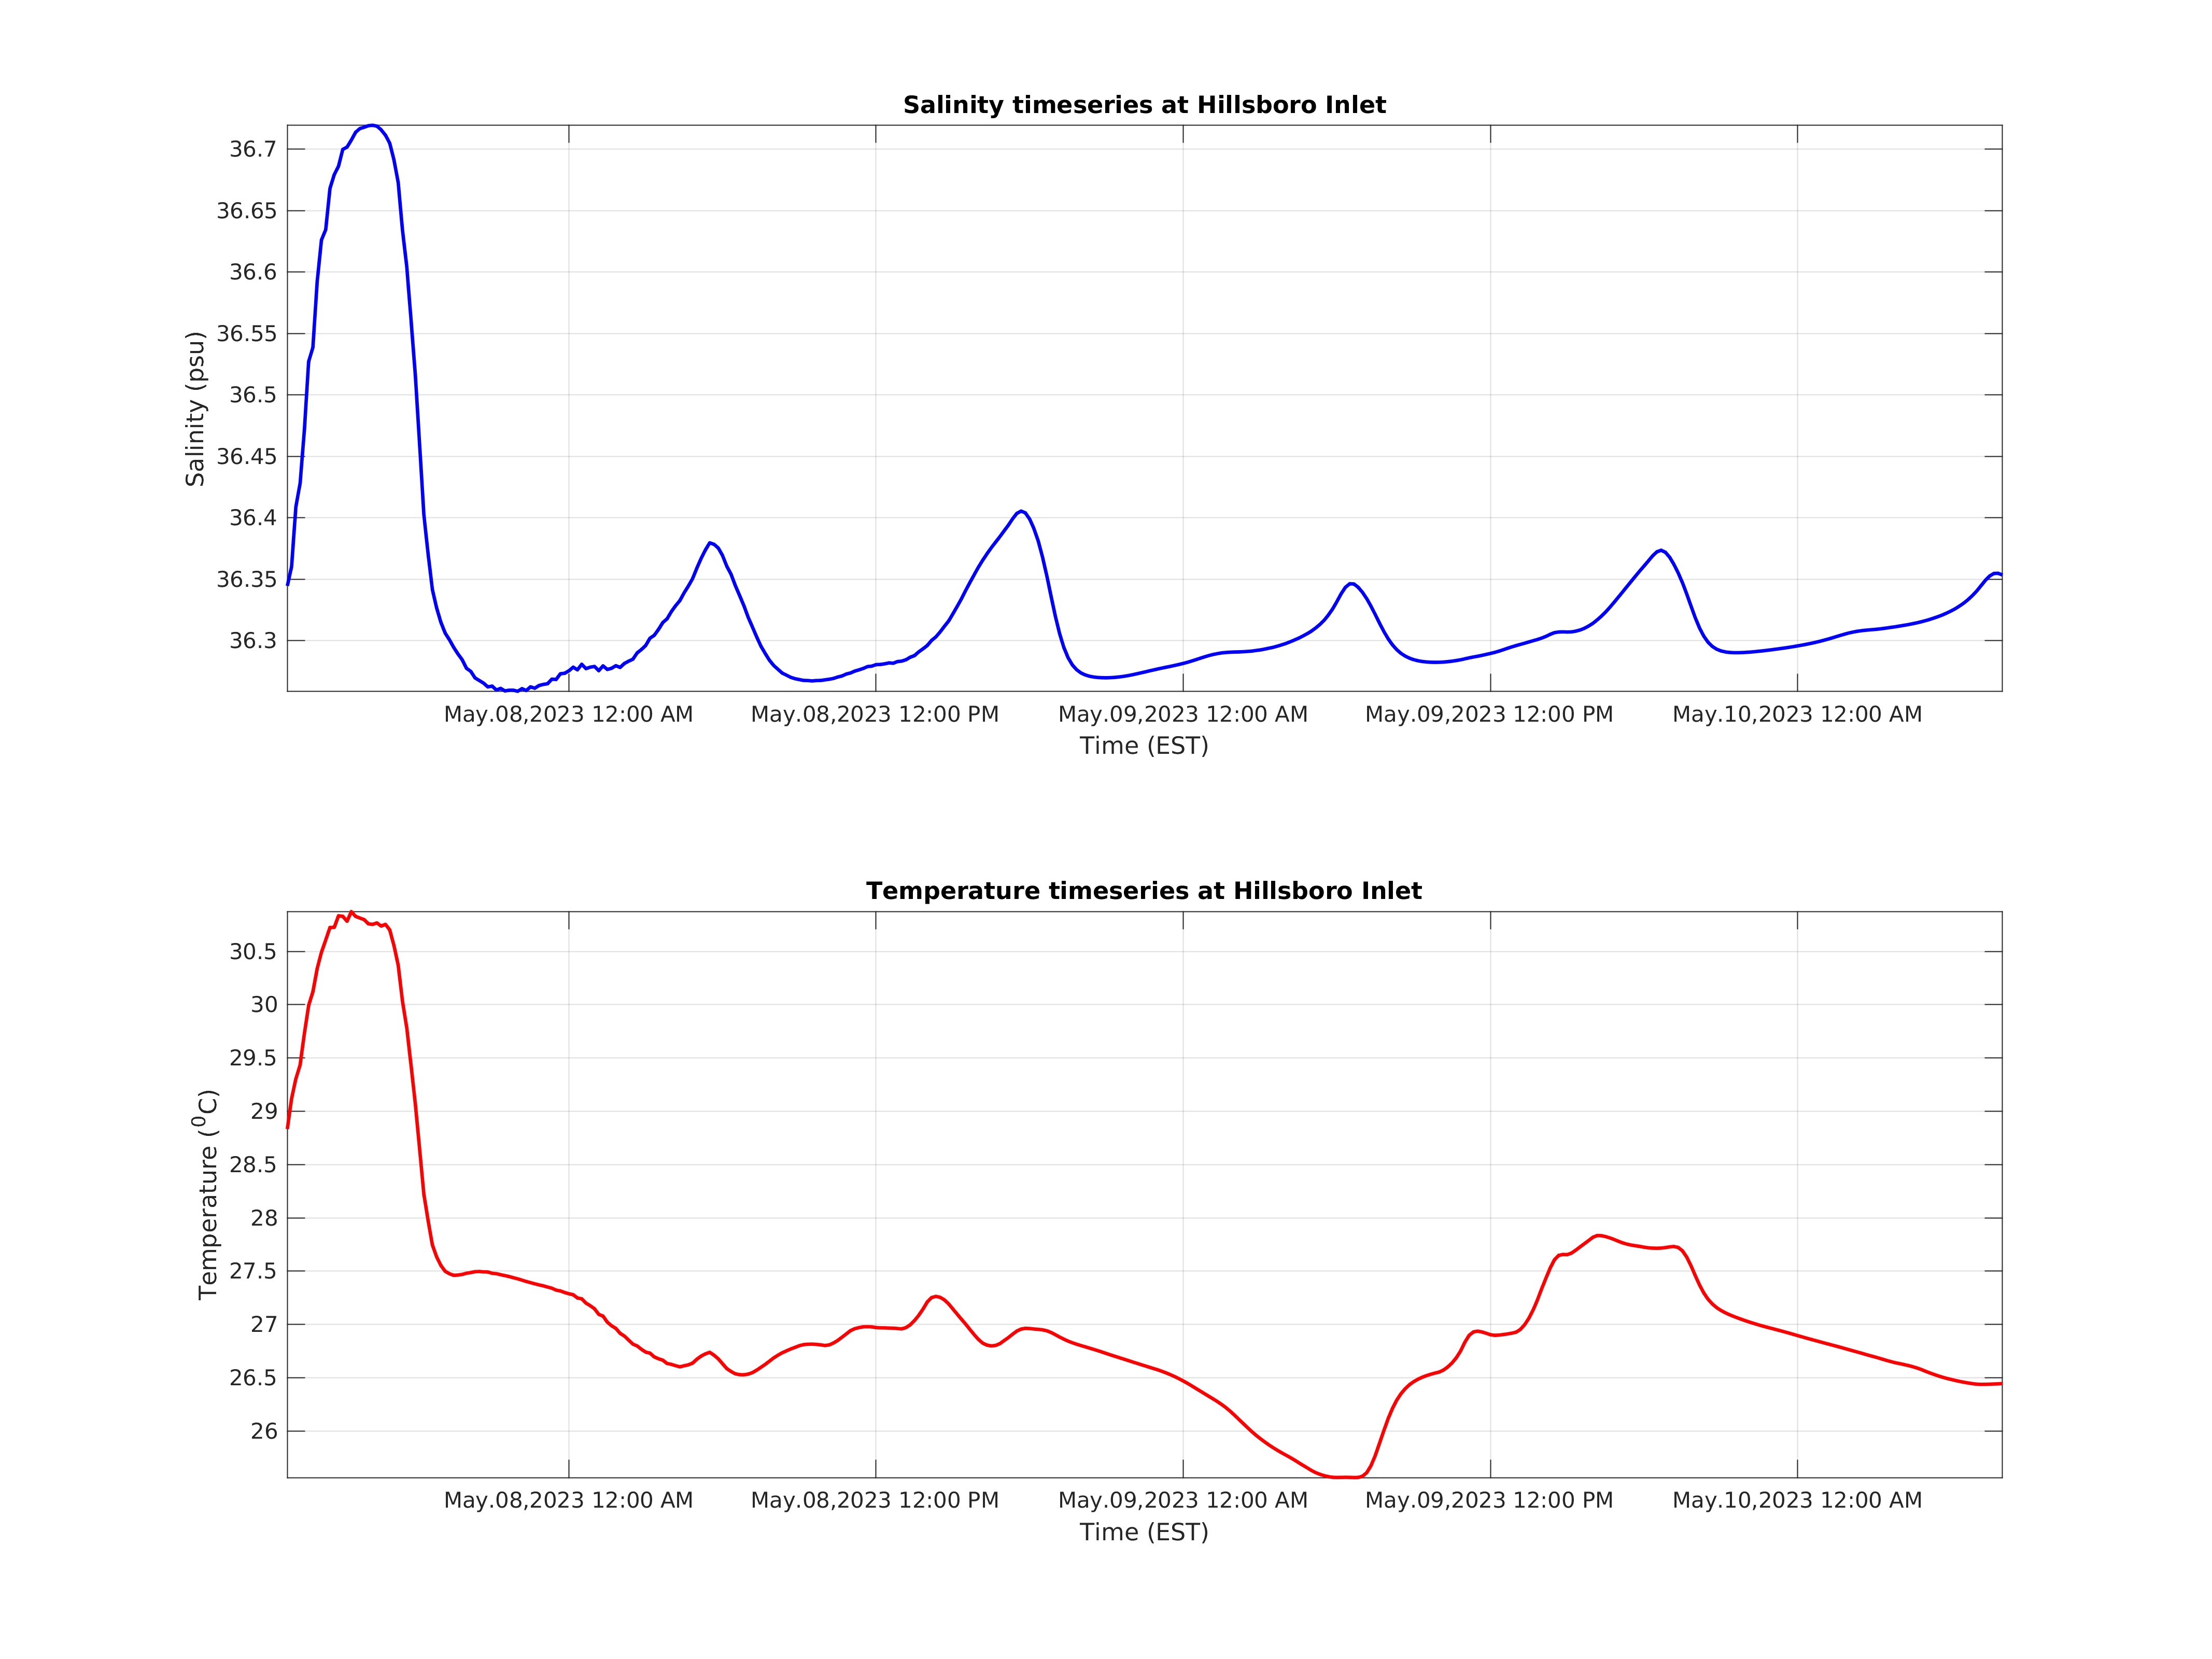 Salinity timeseries at Hillsboro Inlet
36.7
36.65
36.6
36.55
36.5
36.45
36.4
36.35
36.3
Salinity (psu)
May.08,2023 12:00 AM May.08,2023 12:00 PM May.09,2023 12:00 AM May.09,2023 12:00 PM May.10,2023 12:00 AM
Time (EST)
Temperature timeseries at Hillsboro Inlet
30.5
30
29.5
29
28.5
28
27.5
27
26.5
26
Temperature (⁰C)
May.08,2023 12:00 AM May.08,2023 12:00 PM May.09,2023 12:00 AM May.09,2023 12:00 PM May.10,2023 12:00 AM
Time (EST)